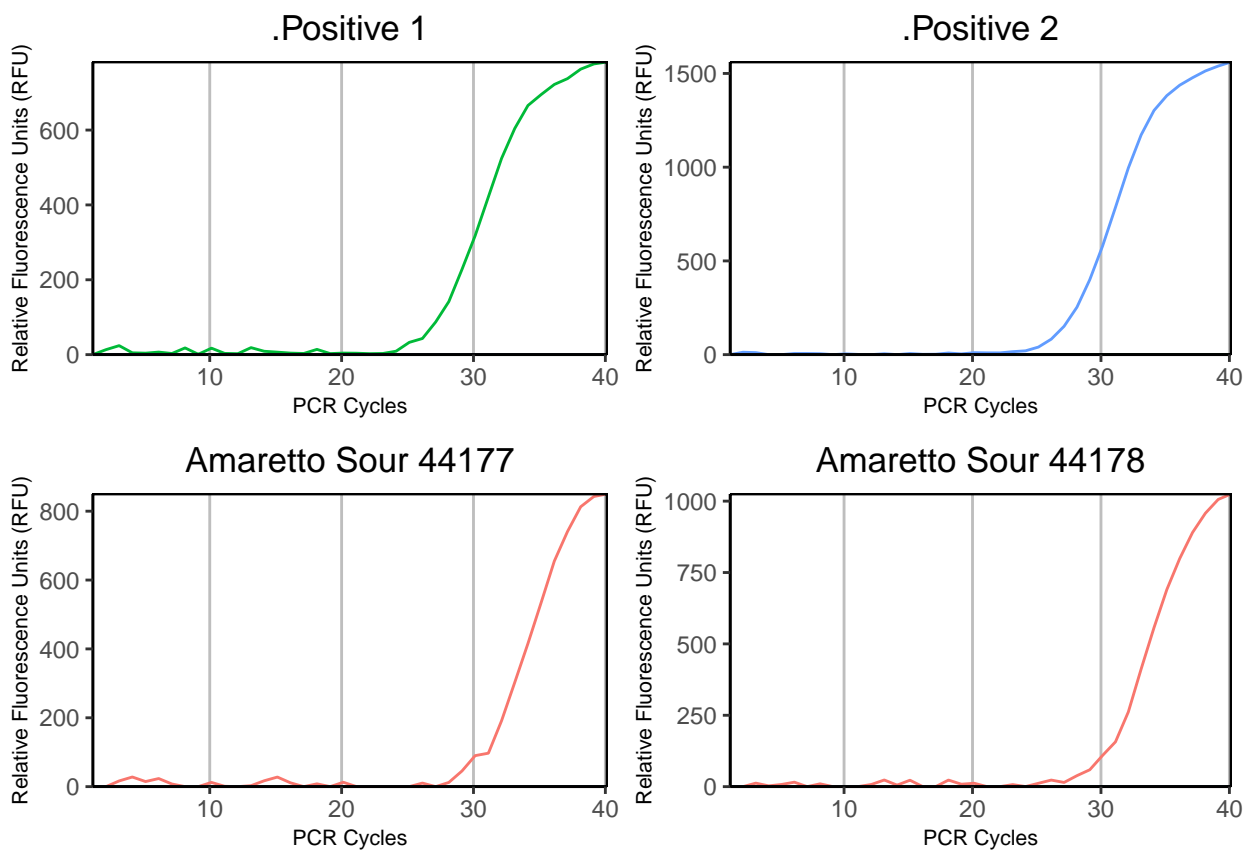 .Positive 1
Relative Fluorescence Units (RFU)
600
400
200
0
10
20
30
40
PCR Cycles
.Positive 2
Relative Fluorescence Units (RFU)
1500
1000
500
0
10
20
30
40
PCR Cycles
Amaretto Sour 44177
Relative Fluorescence Units (RFU)
800
600
400
200
0
10
20
30
40
PCR Cycles
Amaretto Sour 44178
Relative Fluorescence Units (RFU)
1000
750
500
250
0
10
20
30
40
PCR Cycles